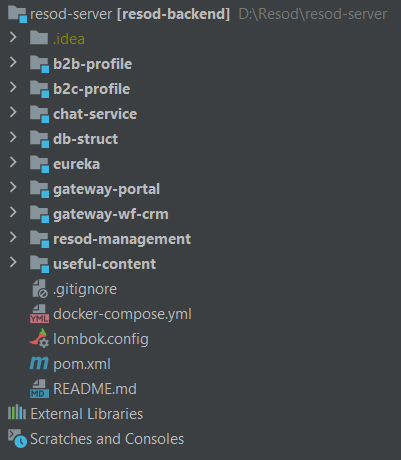 resod-server [resod-backend] D:\Resod\resod-server
.idea
b2b-profile
b2c-profile
chat-service
db-struct
eureka
gateway-portal
gateway-wf-crm
resod-management
useful-content
.gitignore
YML docker-compose.yml
lombok.config
m pom.xml
MD README.md
External Libraries
Scratches and Consoles